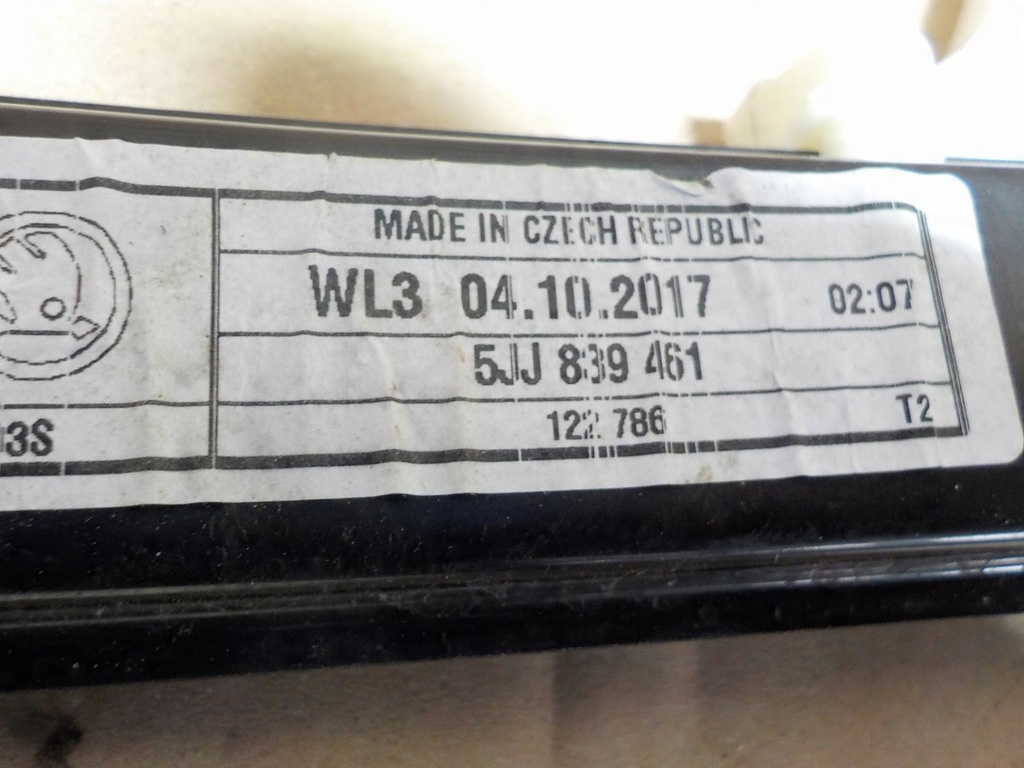 MADE IN CZECH REPUBLIC
WL3 04.10.2017 02:07
5JJ 839 461
122 786 T2
3S